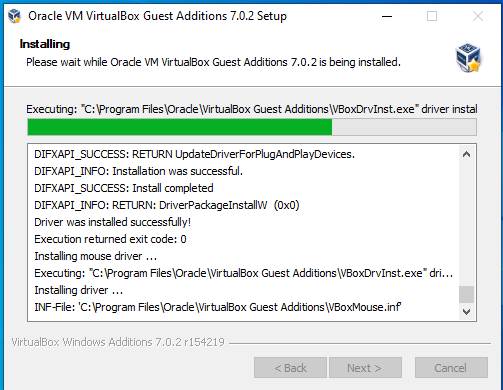 Oracle VM VirtualBox Guest Additions 7.0.2 Setup
Installing
Please wait while Oracle VM VirtualBox Guest Additions 7.0.2 is being installed.
Executing: "C:\Program Files\Oracle\VirtualBox Guest Additions\VBoxDrvInst.exe" driver instal
DIFXAPI_SUCCESS: RETURN UpdateDriverForPlugAndPlayDevices.
DIFXAPI_INFO: Installation was successful.
DIFXAPI_SUCCESS: Install completed
DIFXAPI_INFO: RETURN: DriverPackageInstallW (0x0)
Driver was installed successfully!
Execution returned exit code: 0
Installing mouse driver ...
Executing: "C:\Program Files\Oracle\VirtualBox Guest Additions\VBoxDrvInst.exe" dri...
Installing driver ...
INF-File: 'C:\Program Files\Oracle\VirtualBox Guest Additions\VBoxMouse.inf'
VirtualBox Windows Additions 7.0.2 r154219
< Back Next > Cancel